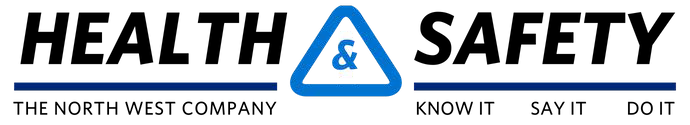 HEALTH & SAFETY
THE NORTH WEST COMPANY KNOW IT SAY IT DO IT